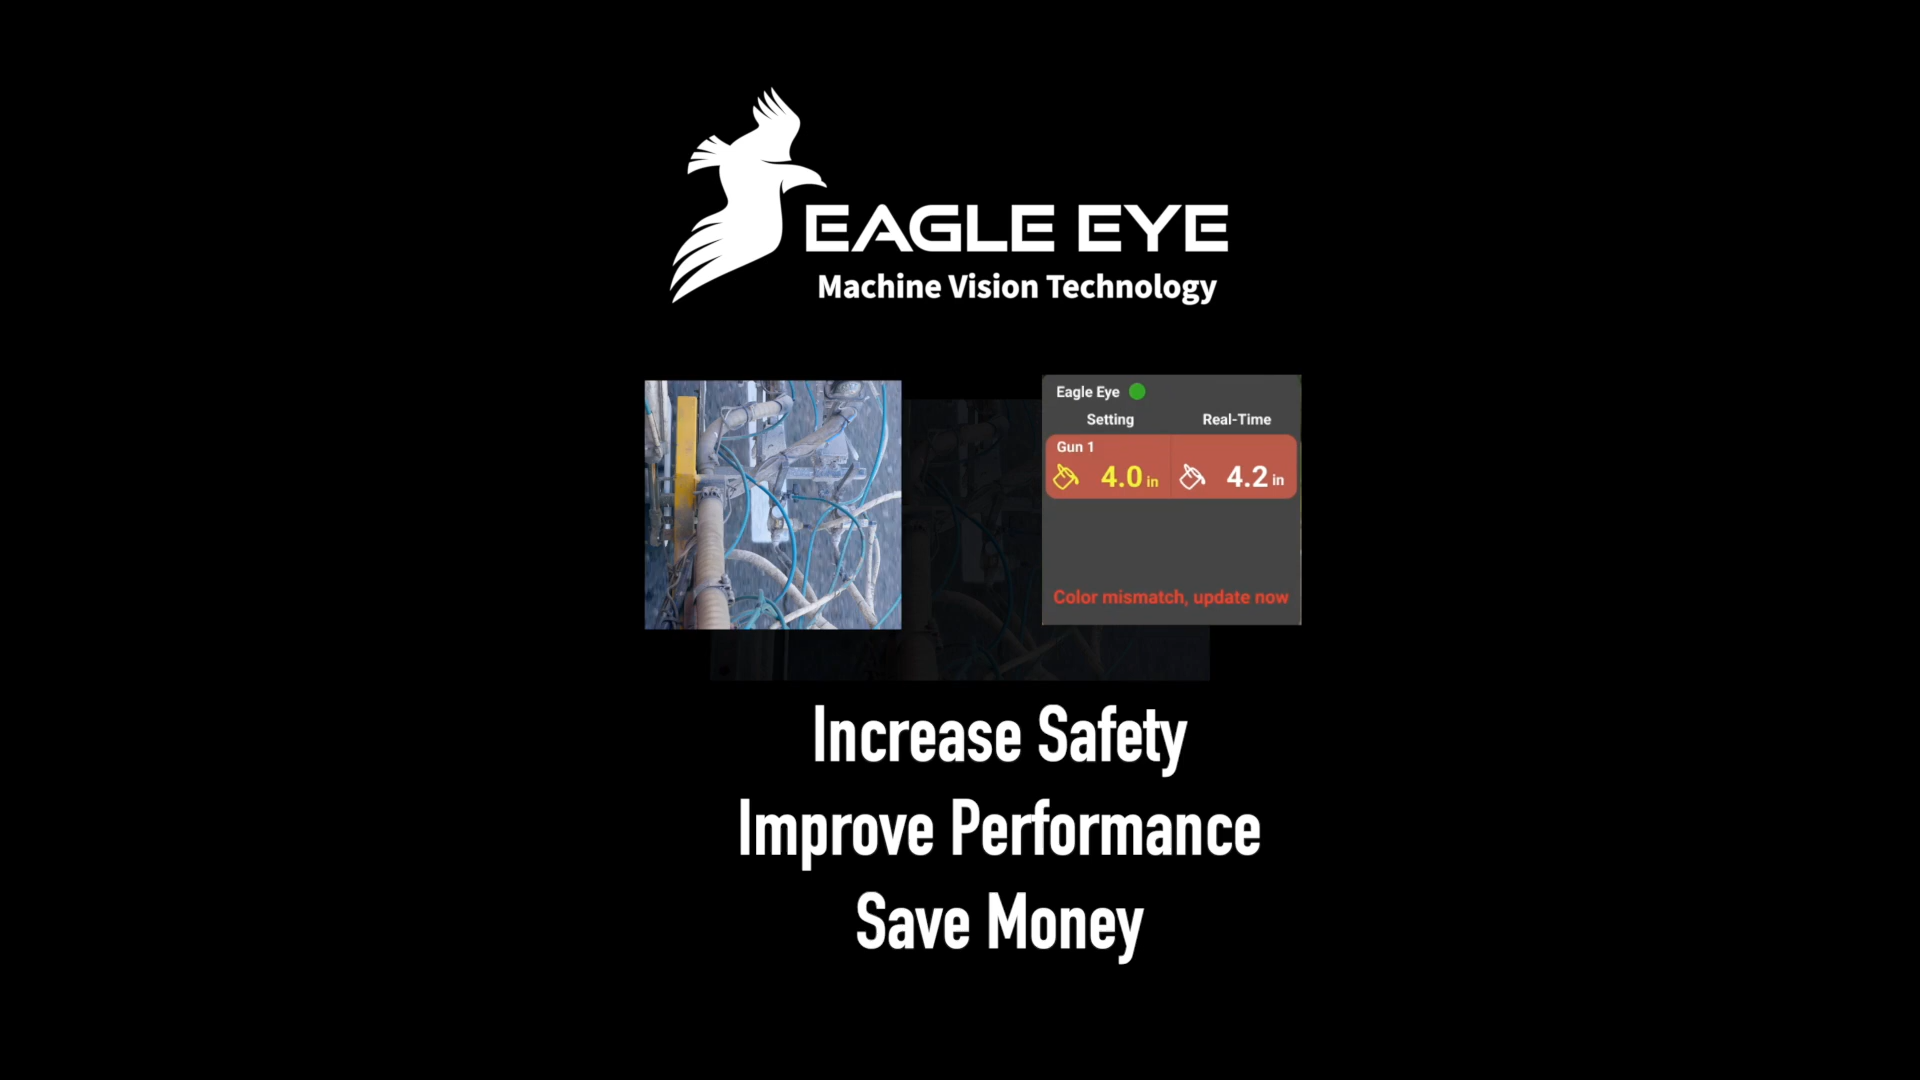 EAGLE EYE
Machine Vision Technology
Eagle Eye
Setting Real-Time
Gun 1
4.0 in 4.2 in
Color mismatch, update now
Increase Safety
Improve Performance
Save Money